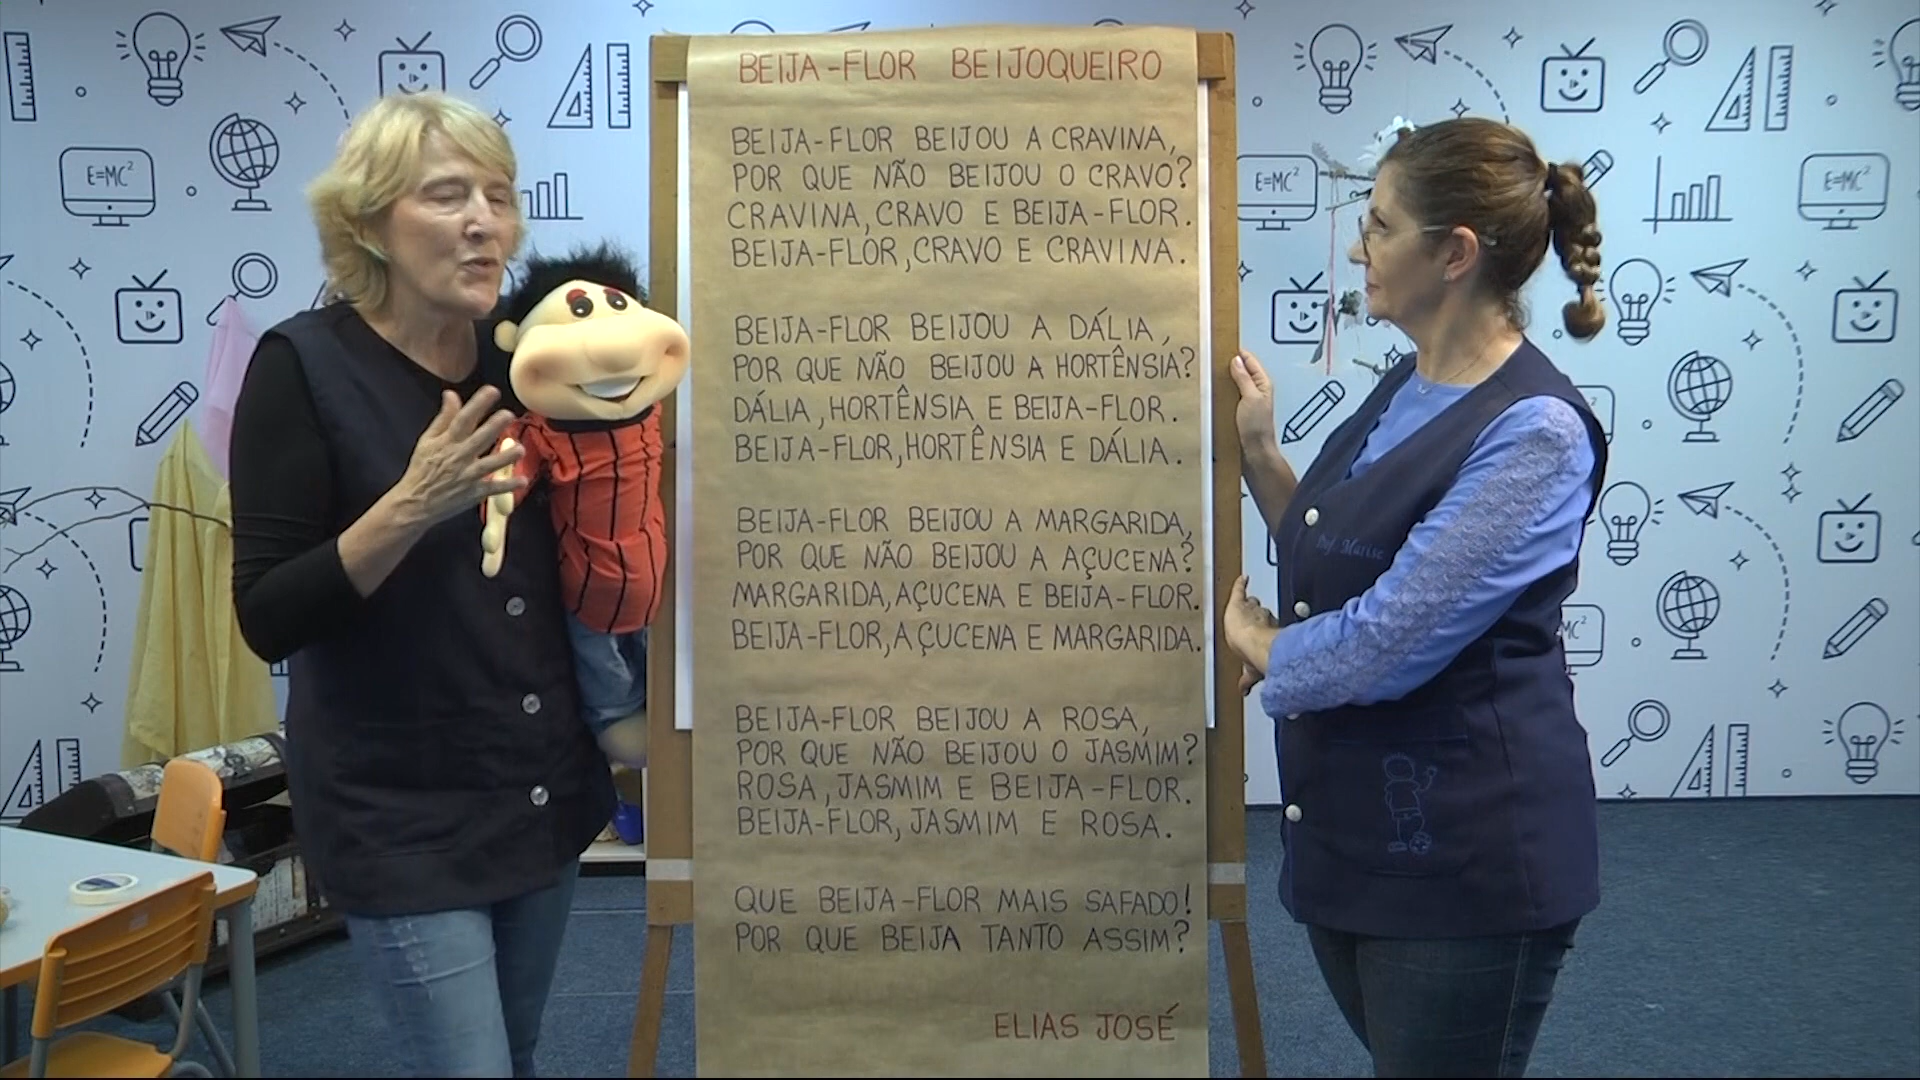 BEIJA-FLOR BEIJOQUEIRO
BEIJA-FLOR BEIJOU A CRAVINA,
POR QUE NÃO BEIJOU O CRAVO?
CRAVINA, CRAVO E BEIJA-FLOR.
BEIJA-FLOR, CRAVO E CRAVINA.
BEIJA-FLOR BEIJOU A DÁLIA,
POR QUE NÃO BEIJOU A HORTÊNSIA?
DÁLIA, HORTÊNSIA E BEIJA-FLOR.
BEIJA-FLOR, HORTÊNSIA E DÁLIA.
BEIJA-FLOR BEIJOU A MARGARIDA,
POR QUE NÃO BEIJOU A AÇUCENA?
MARGARIDA, AÇUCENA E BEIJA-FLOR.
BEIJA-FLOR, AÇUCENA E MARGARIDA.
BEIJA-FLOR BEIJOU A ROSA,
POR QUE NÃO BEIJOU O JASMIM?
ROSA, JASMIM E BEIJA-FLOR.
BEIJA-FLOR, JASMIM E ROSA.
QUE BEIJA-FLOR MAIS SAFADO!
POR QUE BEIJA TANTO ASSIM?
ELIAS JOSÉ
E=MC²
E=MC²
E=MC²
MC²
Prof. Marise